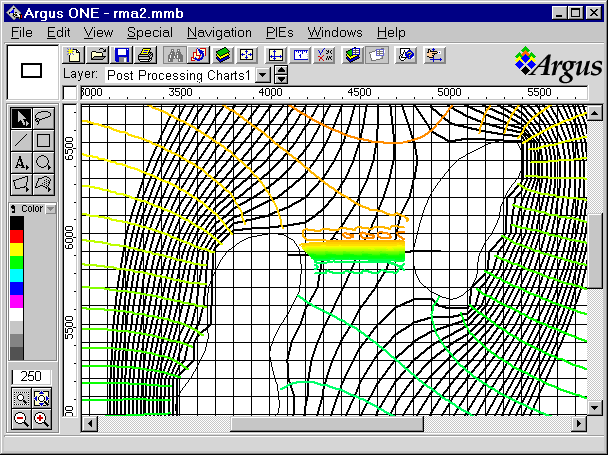 Argus ONE - rma2.mmb
File Edit View Special Navigation PIEs Windows Help
Argus
Layer: Post Processing Charts1
3000 3500 4000 4500 5000 5500
6500
A
Color
6000
5500
250